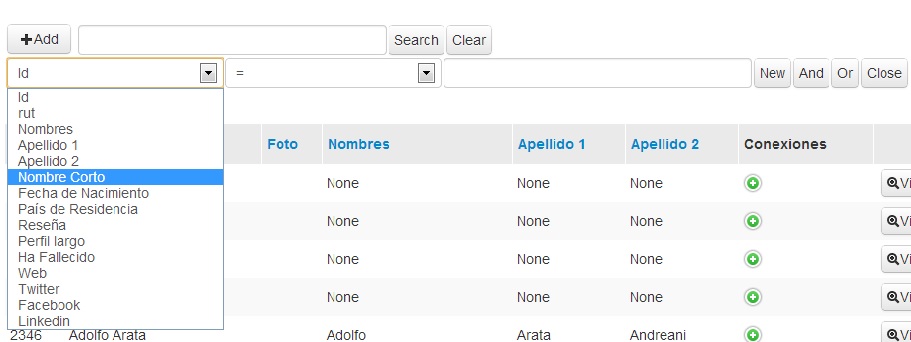 Add Search Clear
Id = New And Or Close
Id
rut
Nombres
Apellido 1
Apellido 2
Nombre Corto
Fecha de Nacimiento
País de Residencia
Reseña
Perfil largo
Ha Fallecido
Web
Twitter
Facebook
Linkedin
Foto Nombres Apellido 1 Apellido 2 Conexiones
None None None Vi
None None None Vi
None None None Vi
None None None Vi
2346 Adolfo Arata Adolfo Arata Andreani Vi